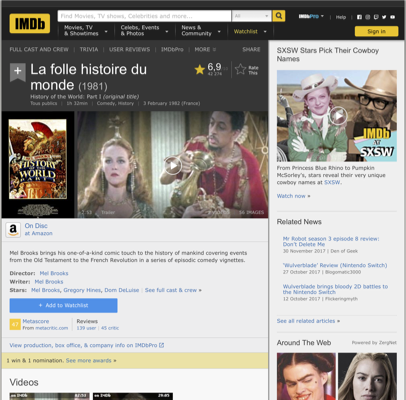 IMDb
Find Movies, TV shows, Celebrities and more...
All
IMDbPro
Help
Movies, TV & Showtimes
Celebs, Events & Photos
News & Community
Watchlist
Sign in
FULL CAST AND CREW | TRIVIA | USER REVIEWS | IMDbPro | MORE
SHARE
La folle histoire du
monde (1981)
History of the World: Part I (original title)
Tous publics | 1h 32min | Comedy, History | 3 February 1982 (France)
6,9
Rate
This
HISTORY
OF THE
WORLD
PART I
IMAGES
On Disc
at Amazon
Mel Brooks brings his one-of-a-kind comic touch to the history of mankind covering events
from the Old Testament to the French Revolution in a series of episodic comedy vignettes.
Director: Mel Brooks
Writer: Mel Brooks
Stars: Mel Brooks, Gregory Hines, Dom DeLuise | See full cast & crew »
+ Add to Watchlist
Metascore
From metacritic.com
Reviews
139 user | 45 critic
View production, box office, & company info on IMDbPro
1 win & 1 nomination. See more awards »
Videos
SXSW Stars Pick Their Cowboy
Names
IMDb
AT
SXSW
From Princess Blue Rhino to Pumpkin
McSorley's, stars reveal their very unique
cowboy names at SXSW.
Watch now »
Related News
Mr Robot season 3 episode 8 review:
Don't Delete Me
30 November 2017 | Den of Geek
'Wulverblade' Review (Nintendo Switch)
27 October 2017 | Blogomatic3000
Wulverblade brings bloody 2D battles to
the Nintendo Switch
12 October 2017 | Flickeringmyth
See all related articles »
Around The Web
Powered by ZergNet